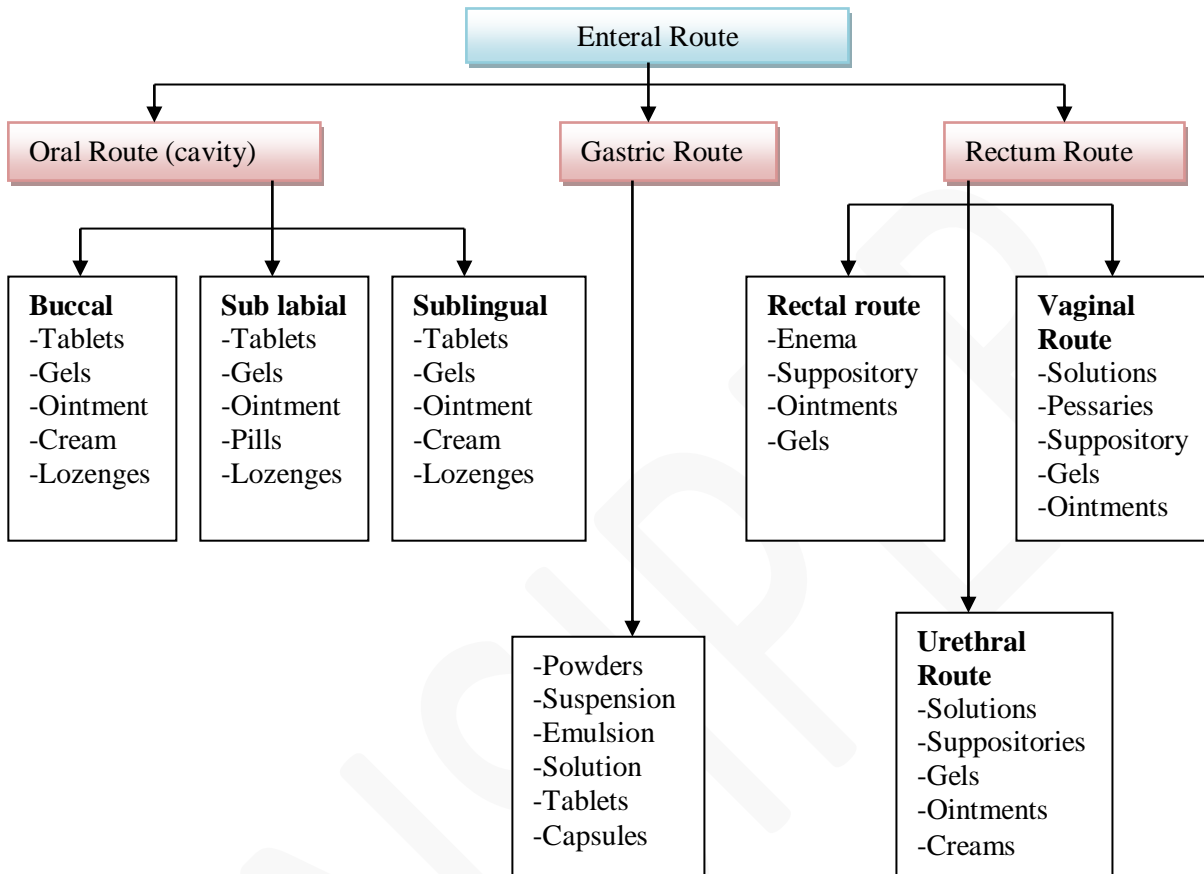 Enteral Route
Oral Route (cavity)
Gastric Route
Rectum Route
Buccal
-Tablets
-Gels
-Ointment
-Cream
-Lozenges
Sub labial
-Tablets
-Gels
-Ointment
-Pills
-Lozenges
Sublingual
-Tablets
-Gels
-Ointment
-Cream
-Lozenges
Rectal route
-Enema
-Suppository
-Ointments
-Gels
Vaginal
Route
-Solutions
-Pessaries
-Suppository
-Gels
-Ointments
-Powders
-Suspension
-Emulsion
-Solution
-Tablets
-Capsules
Urethral
Route
-Solutions
-Suppositories
-Gels
-Ointments
-Creams